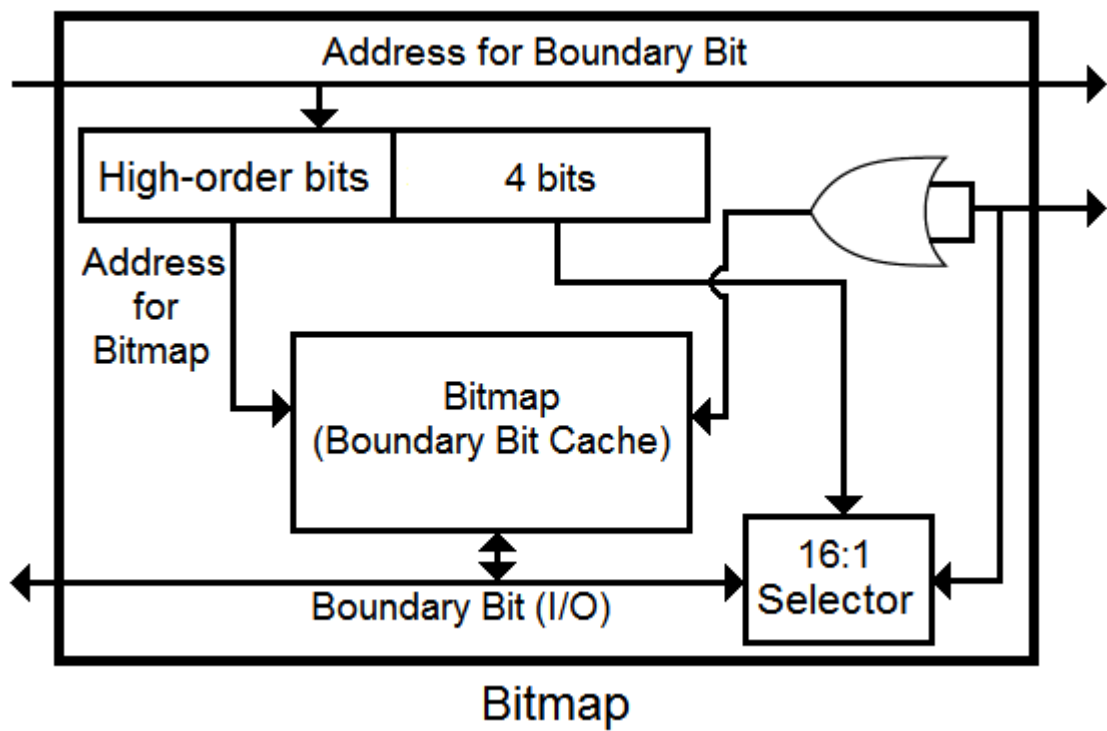 Address for Boundary Bit
High-order bits
4 bits
Address
for
Bitmap
Bitmap
(Boundary Bit Cache)
16:1
Selector
Boundary Bit (I/O)
Bitmap